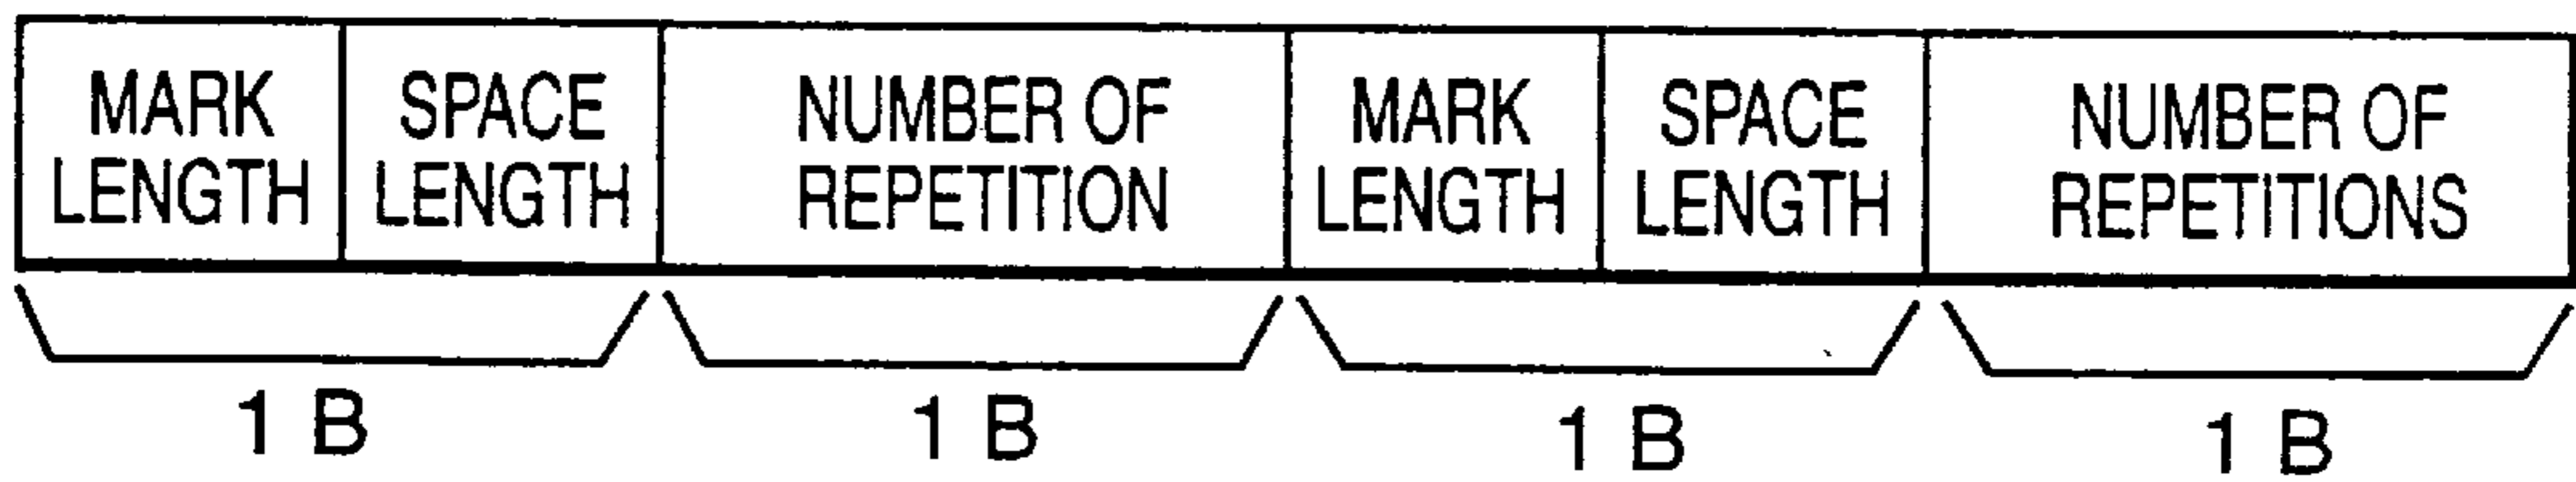 MARK
LENGTH
SPACE
LENGTH
NUMBER OF
REPETITION
MARK
LENGTH
SPACE
LENGTH
NUMBER OF
REPETITIONS
1 B
1 B
1 B
1 B